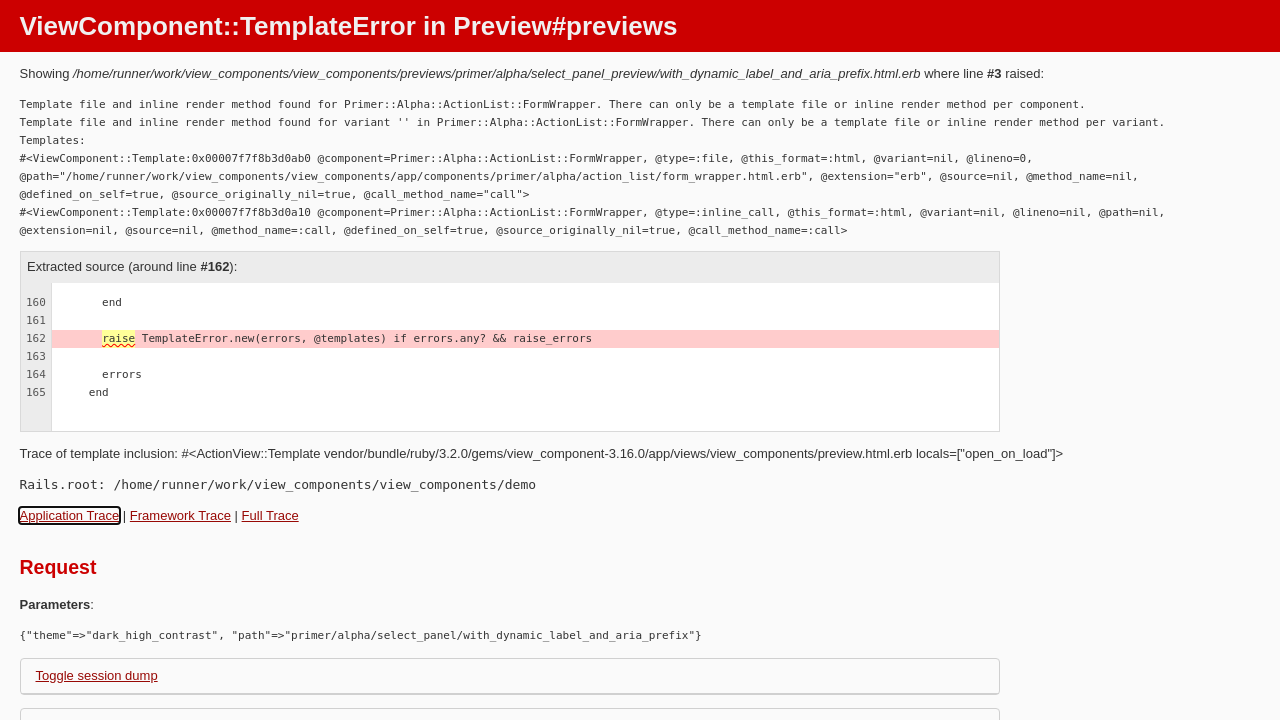 ViewComponent::TemplateError in Preview#previews
Showing /home/runner/work/view_components/view_components/previews/primer/alpha/select_panel_preview/with_dynamic_label_and_aria_prefix.html.erb where line #3 raised:
Template file and inline render method found for Primer::Alpha::ActionList::FormWrapper. There can only be a template file or inline render method per component.
Template file and inline render method found for variant '' in Primer::Alpha::ActionList::FormWrapper. There can only be a template file or inline render method per variant.
Templates:
#<ViewComponent::Template:0x00007f7f8b3d0ab0 @component=Primer::Alpha::ActionList::FormWrapper, @type=:file, @this_format=:html, @variant=nil, @lineno=0,
@path="/home/runner/work/view_components/view_components/app/components/primer/alpha/action_list/form_wrapper.html.erb", @extension="erb", @source=nil, @method_name=nil,
@defined_on_self=true, @source_originally_nil=true, @call_method_name="call">
#<ViewComponent::Template:0x00007f7f8b3d0a10 @component=Primer::Alpha::ActionList::FormWrapper, @type=:inline_call, @this_format=:html, @variant=nil, @lineno=nil, @path=nil,
@extension=nil, @source=nil, @method_name=:call, @defined_on_self=true, @source_originally_nil=true, @call_method_name=:call>
Extracted source (around line #162):
160 end
161
162 raise TemplateError.new(errors, @templates) if errors.any? && raise_errors
163
164 errors
165 end
Trace of template inclusion: #<ActionView::Template vendor/bundle/ruby/3.2.0/gems/view_component-3.16.0/app/views/view_components/preview.html.erb locals=["open_on_load"]>
Rails.root: /home/runner/work/view_components/view_components/demo
Application Trace | Framework Trace | Full Trace
Request
Parameters:
{"theme"=>"dark_high_contrast", "path"=>"primer/alpha/select_panel/with_dynamic_label_and_aria_prefix"}
Toggle session dump